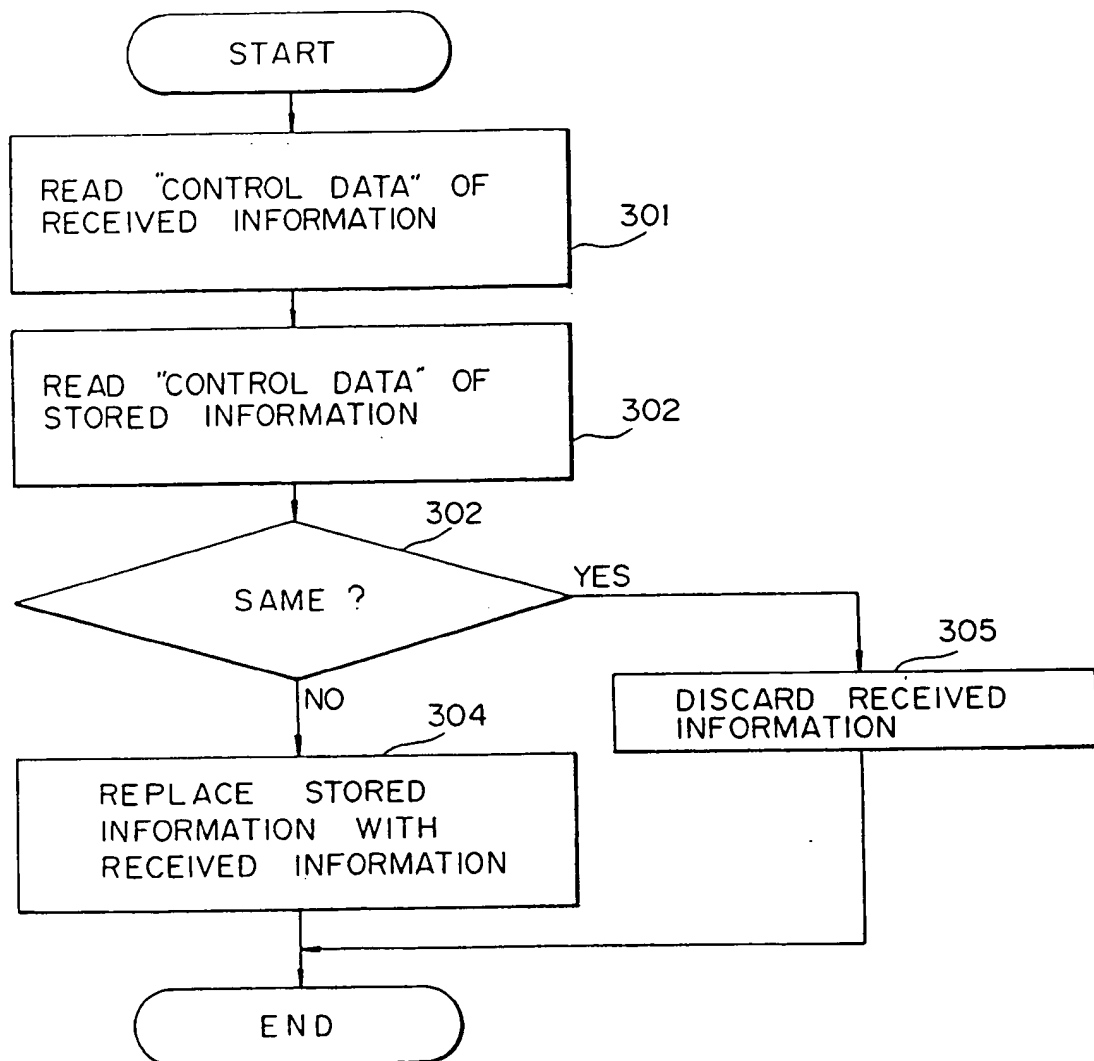 START
READ "CONTROL DATA" OF
RECEIVED INFORMATION
301
READ "CONTROL DATA" OF
STORED INFORMATION
302
302
SAME ?
YES
NO
305
DISCARD RECEIVED
INFORMATION
304
REPLACE STORED
INFORMATION WITH
RECEIVED INFORMATION
END